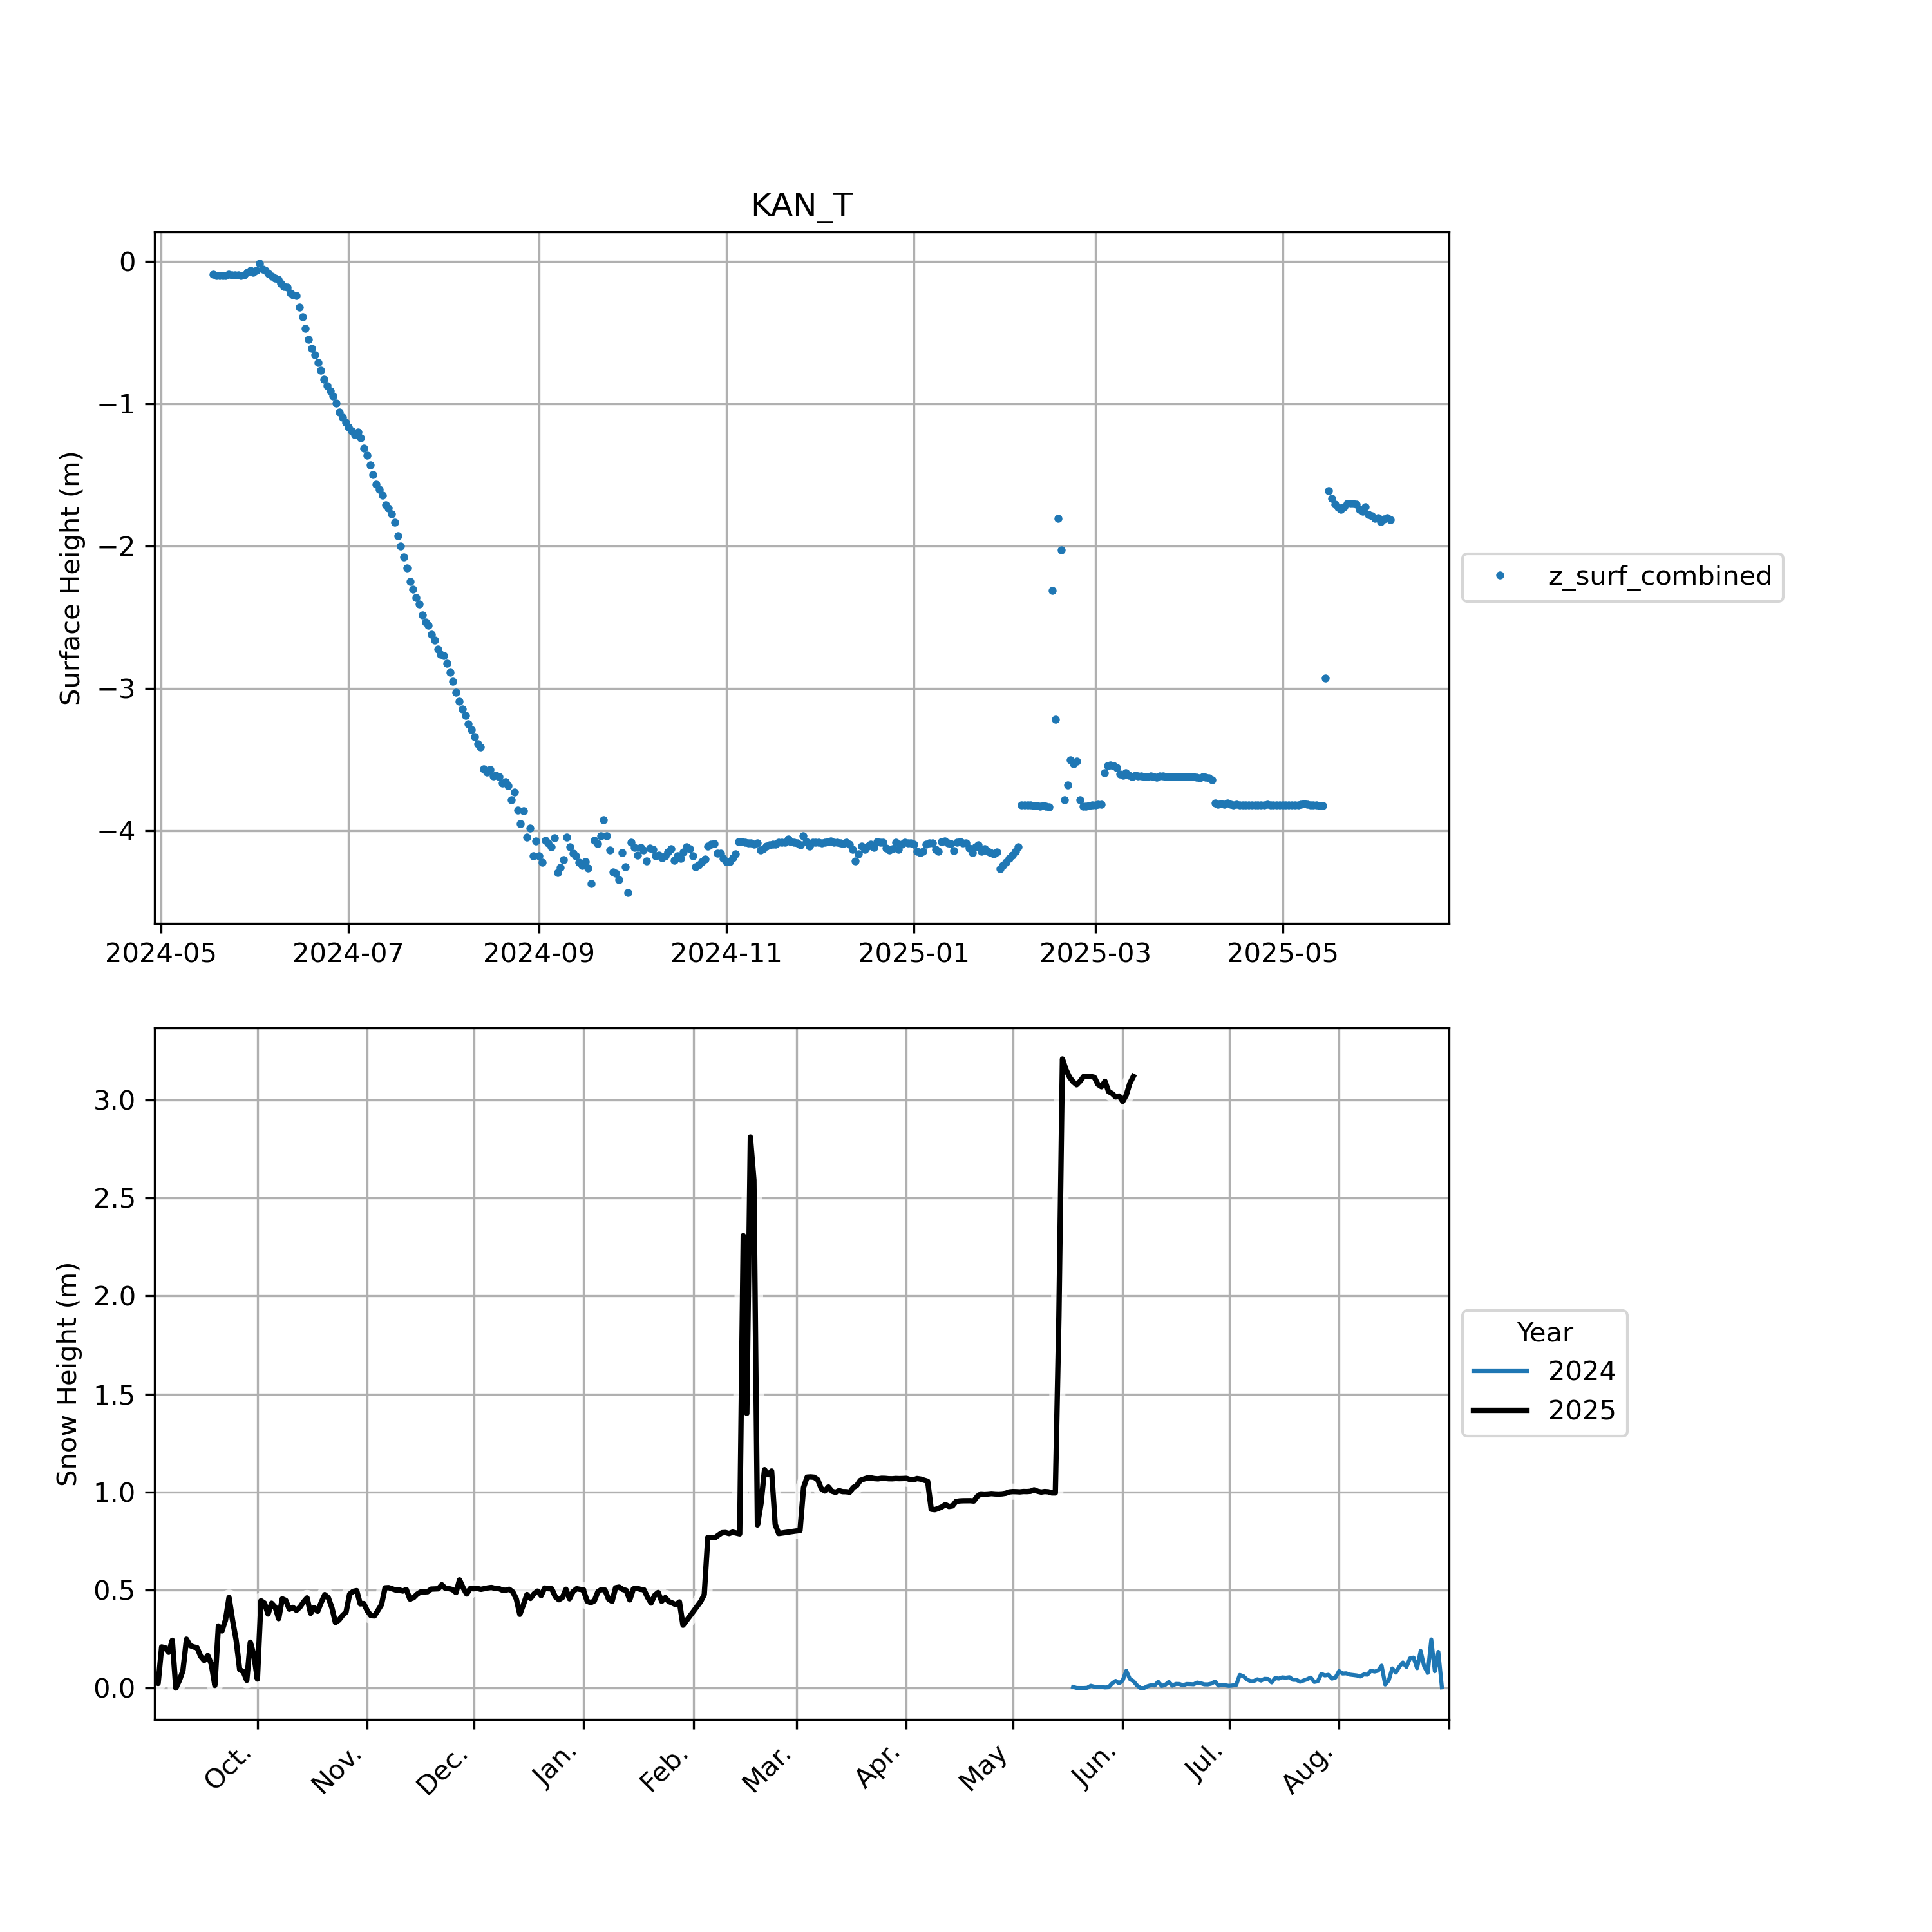 KAN_T
Surface Height (m)
0
−1
−2
−3
−4
2024-05 2024-07 2024-09 2024-11 2025-01 2025-03 2025-05
z_surf_combined
Snow Height (m)
3.0
2.5
2.0
1.5
1.0
0.5
0.0
Oct. Nov. Dec. Jan. Feb. Mar. Apr. May Jun. Jul. Aug.
Year
2024
2025